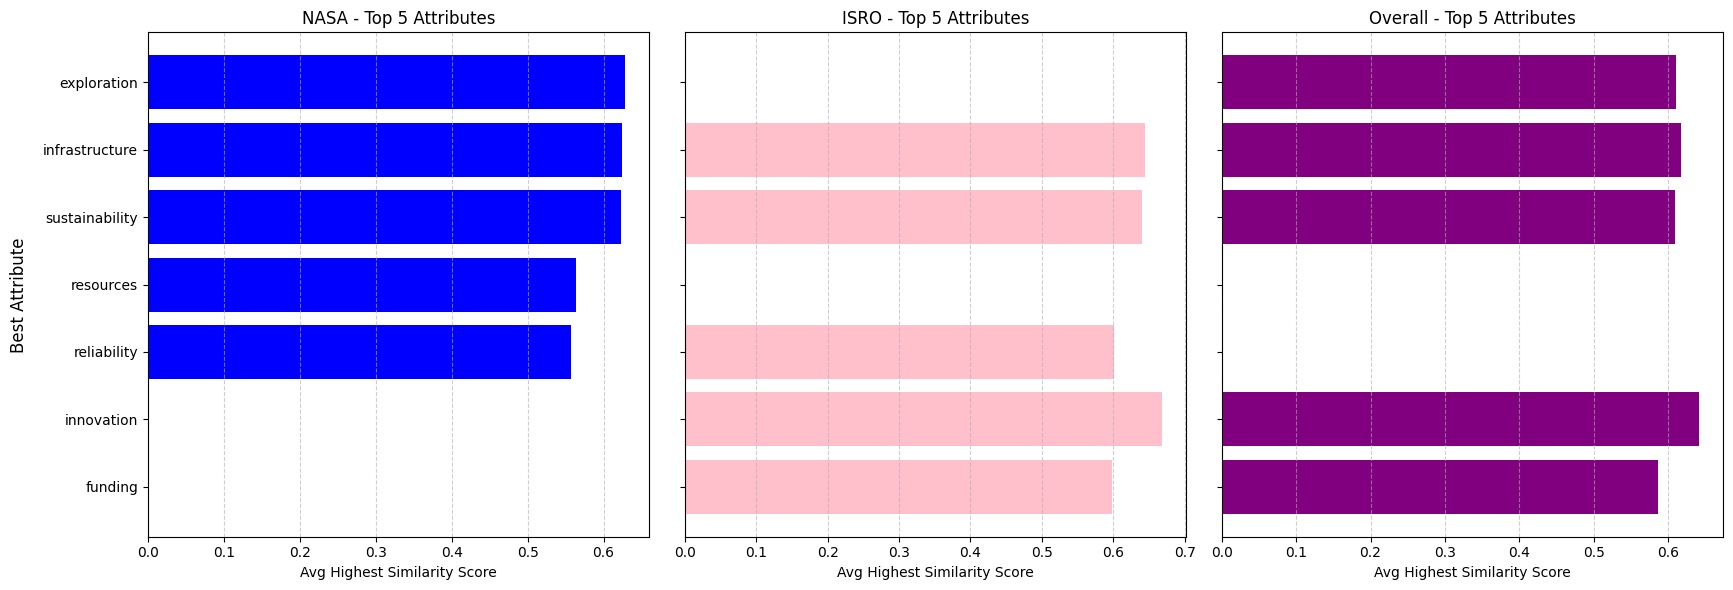 NASA - Top 5 Attributes
ISRO - Top 5 Attributes
Overall - Top 5 Attributes
Best Attribute
exploration
infrastructure
sustainability
resources
reliability
innovation
funding
0.0 0.1 0.2 0.3 0.4 0.5 0.6
0.0 0.1 0.2 0.3 0.4 0.5 0.6 0.7
0.0 0.1 0.2 0.3 0.4 0.5 0.6
Avg Highest Similarity Score
Avg Highest Similarity Score
Avg Highest Similarity Score